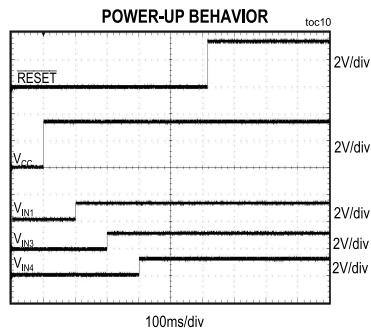 POWER-UP BEHAVIOR
toc10
RESET
2V/div
VCC
2V/div
VIN1
2V/div
VIN3
2V/div
VIN4
2V/div
100ms/div